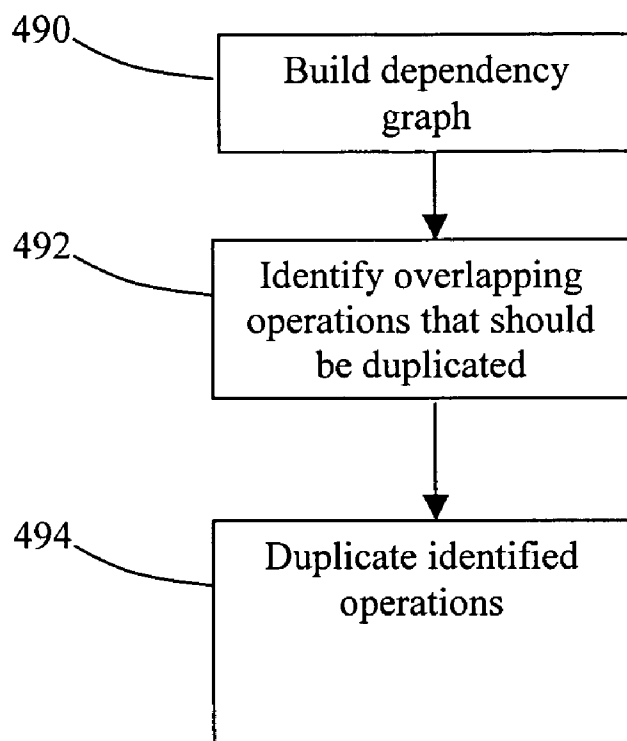 490
Build dependency
graph
492
Identify overlapping
operations that should
be duplicated
494
Duplicate identified
operations